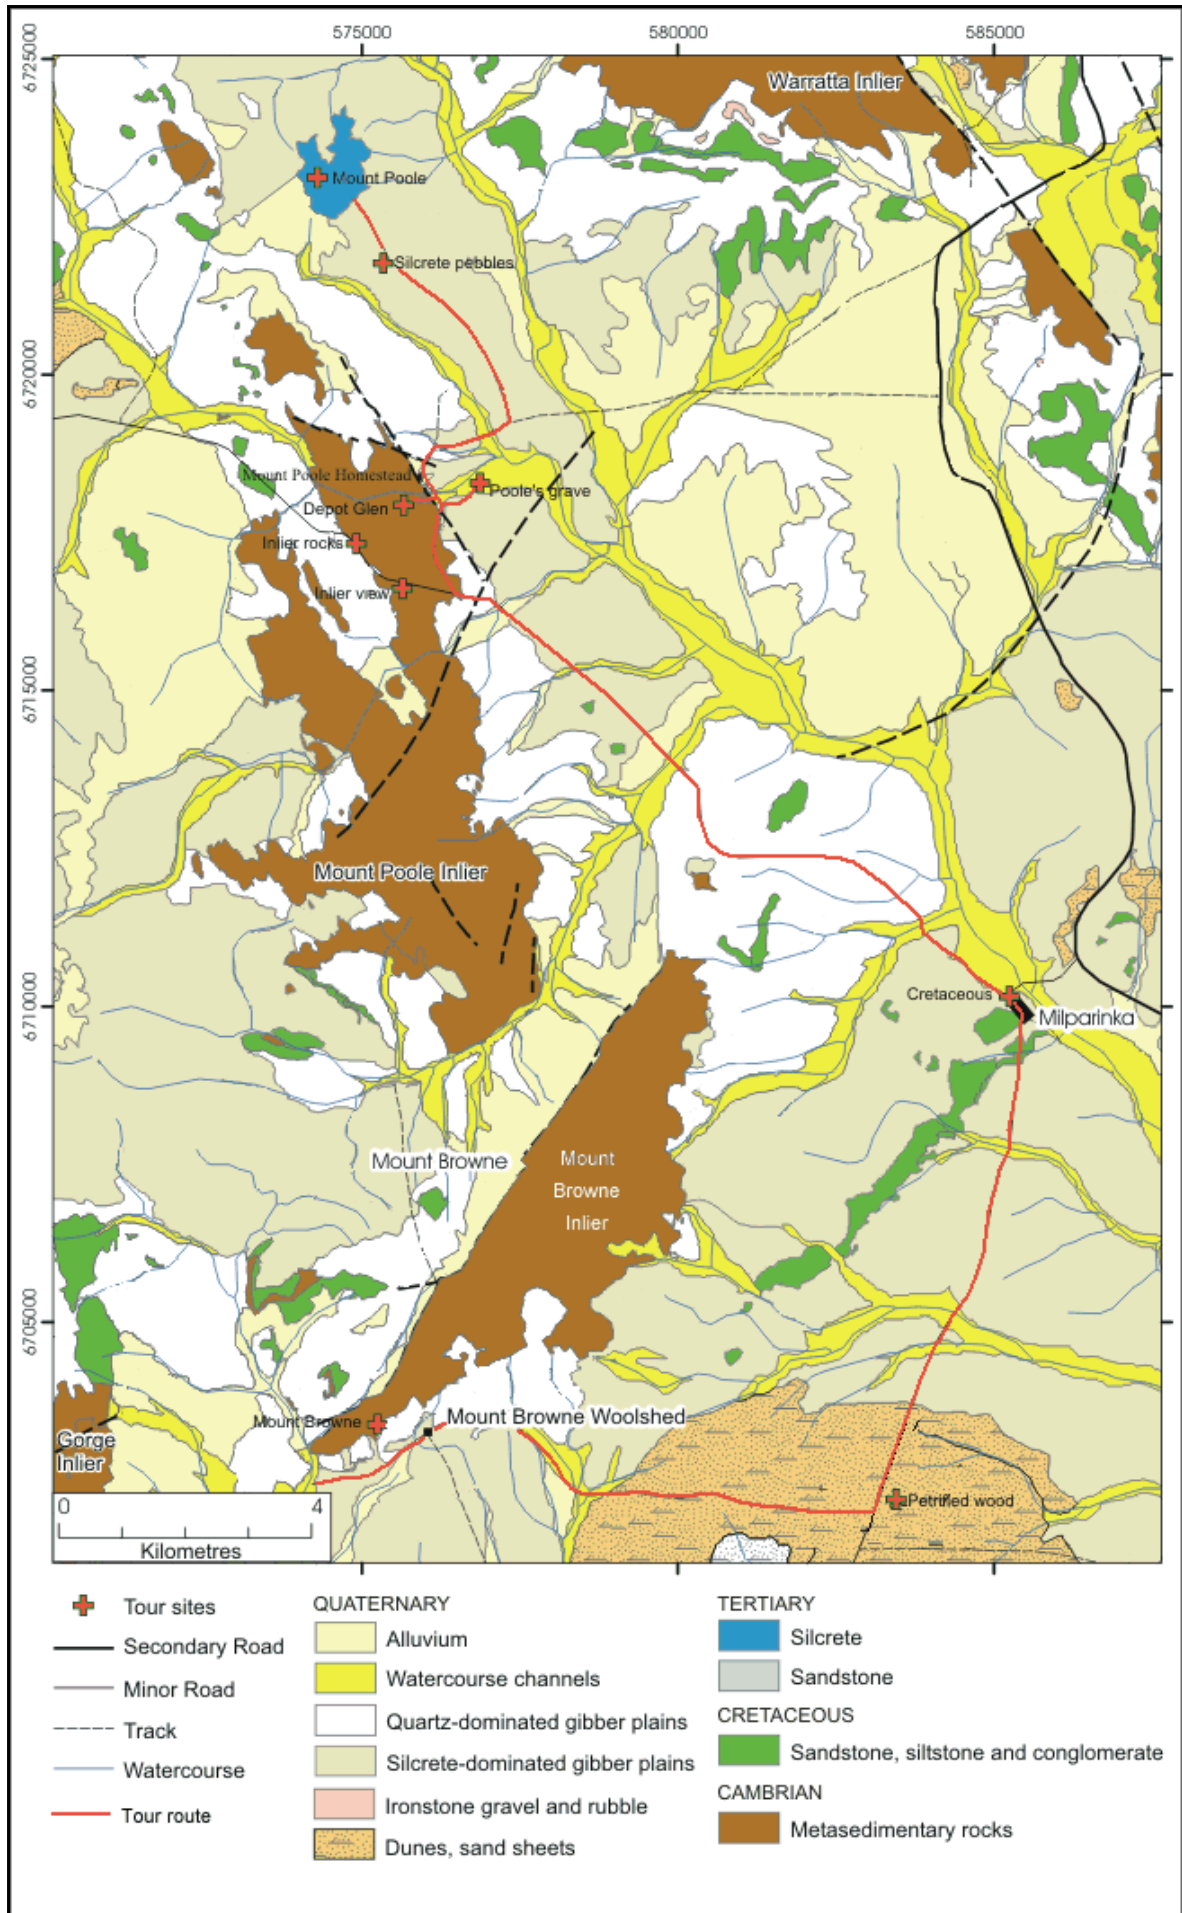 575000
580000
585000
6725000
6720000
6715000
6710000
6705000
Warratta Inlier
Mount Poole
Silcrete pebbles
Mount Poole Homestead
Poole's grave
Depot Glen
Inlier rocks
Inlier view
Mount Poole Inlier
Cretaceous
Milparinka
Mount Browne
Mount
Browne
Inlier
Mount Browne
Mount Browne Woolshed
Gorge
Inlier
Petrified wood
0 4
Kilometres
Tour sites
Secondary Road
Minor Road
Track
Watercourse
Tour route
QUATERNARY
Alluvium
Watercourse channels
Quartz-dominated gibber plains
Silcrete-dominated gibber plains
Ironstone gravel and rubble
Dunes, sand sheets
TERTIARY
Silcrete
Sandstone
CRETACEOUS
Sandstone, siltstone and conglomerate
CAMBRIAN
Metasedimentary rocks